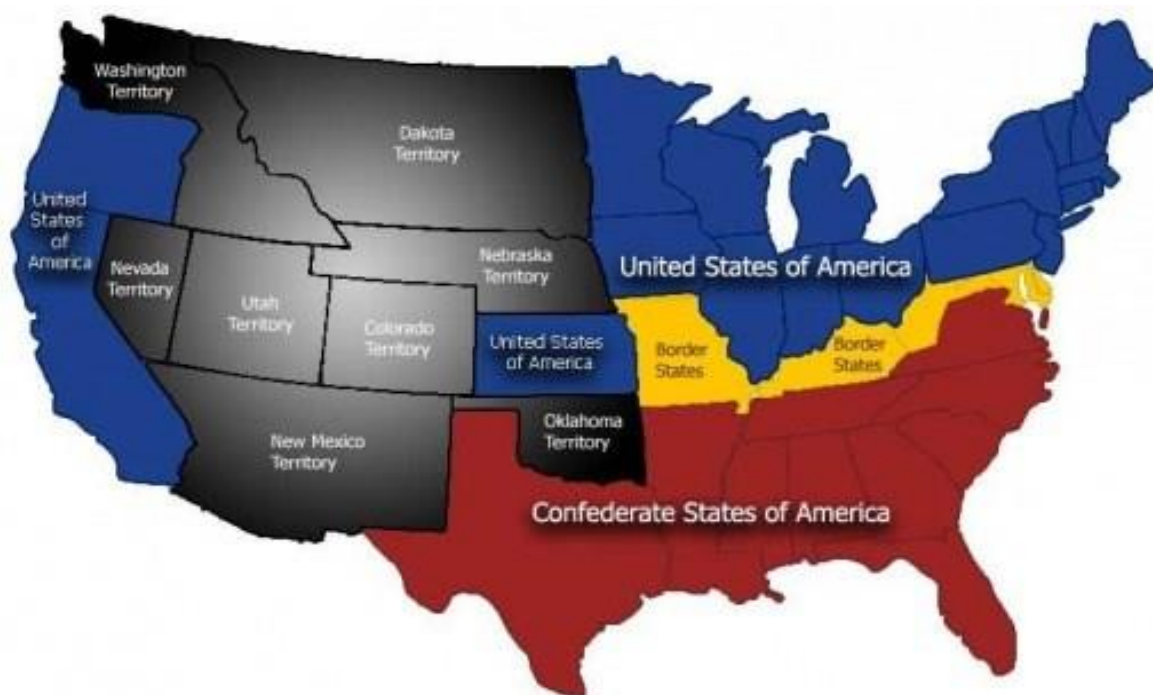 Washington
Territory
Dakota
Territory
United
States
of
America
Nevada
Territory
Utah
Territory
Colorado
Territory
Nebraska
Territory
United States of America
United States
of America
Border
States
Border
States
New Mexico
Territory
Oklahoma
Territory
Confederate States of America